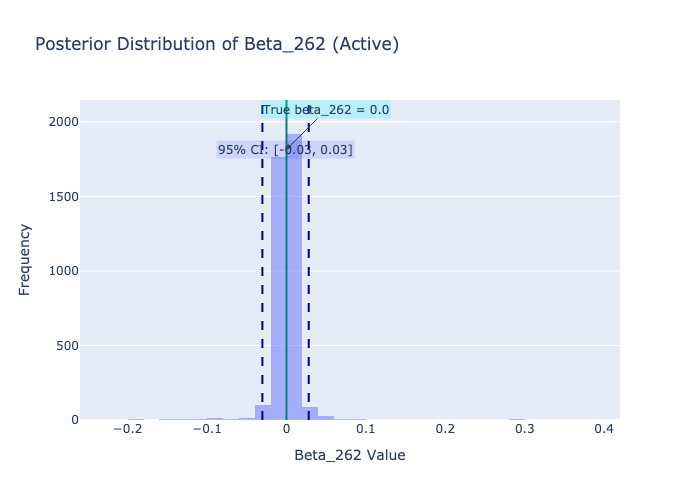 Posterior Distribution of Beta_262 (Active)
True beta_262 = 0.0
95% CI: [-0.03, 0.03]
2000
1500
1000
500
0
Frequency
−0.2
−0.1
0
0.1
0.2
0.3
0.4
Beta_262 Value